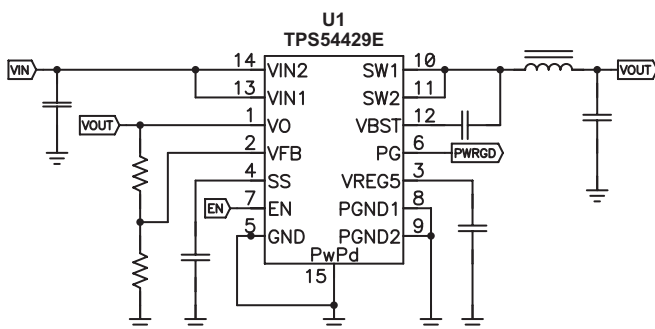 U1
TPS54429E
VIN
14 VIN2 SW1 10
VOUT
13 VIN1 SW2 11
VOUT 1 VO VBST 12
2 VFB PG 6 PWRGD
4 SS VREG5 3
EN 7 EN PGND1 8
5 GND PGND2 9
PwPd
15